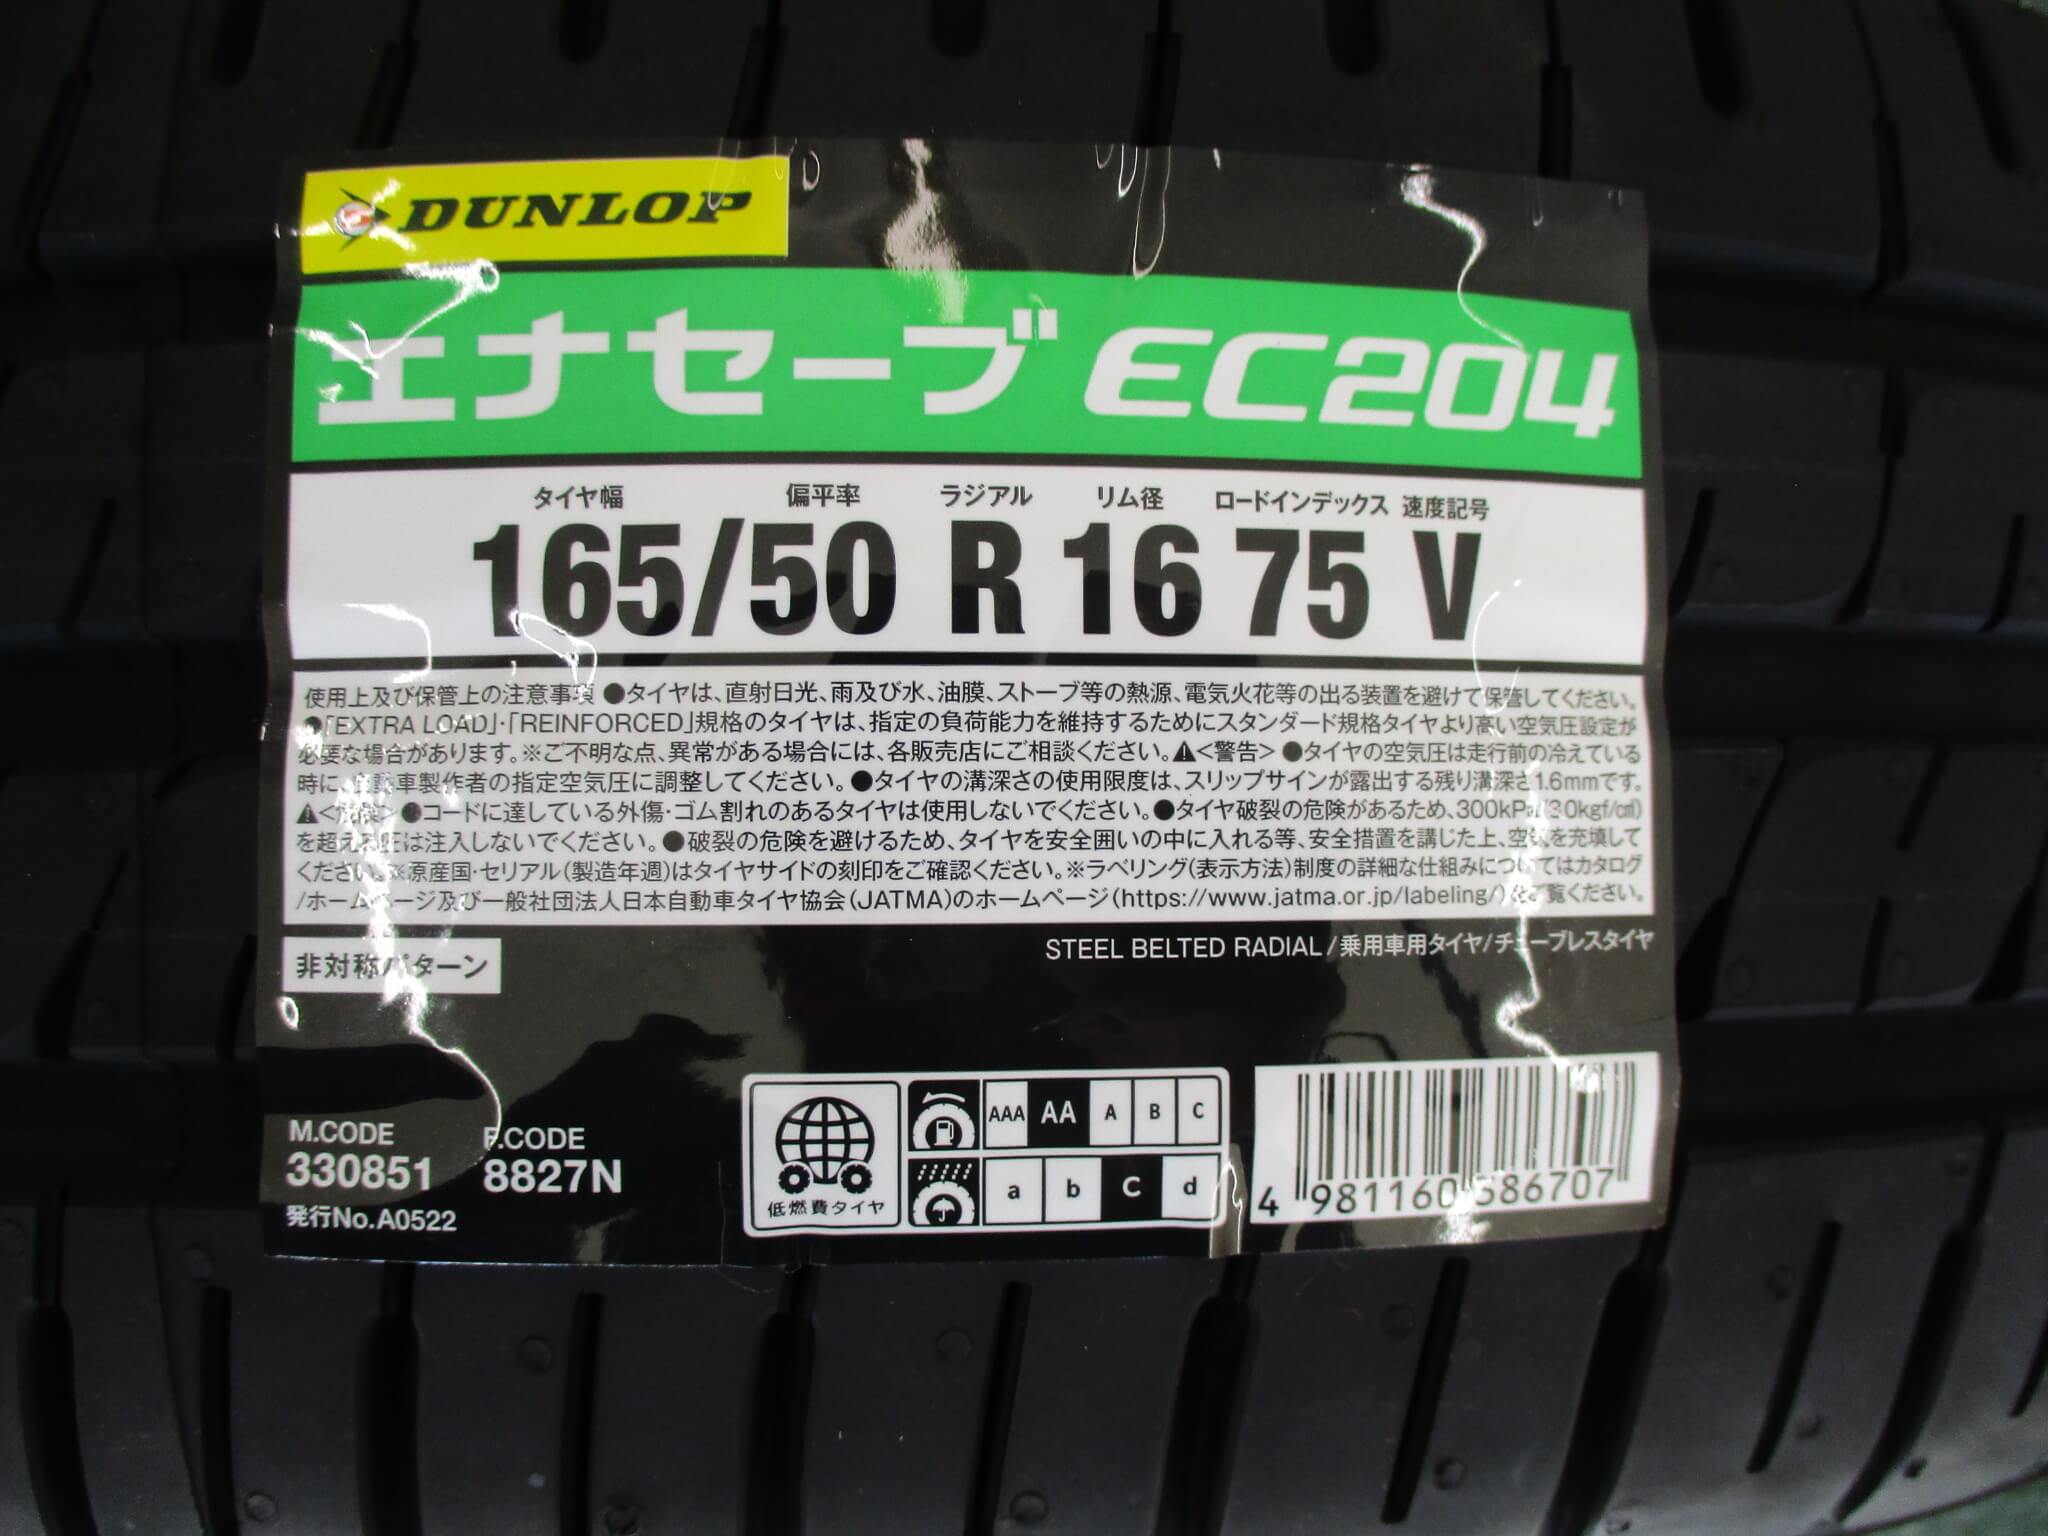 DUNLOP
エナセーブ EC204
タイヤ幅 偏平率 ラジアル リム径 ロードインデックス 速度記号
165/50 R 16 75 V
使用上及び保管上の注意事項 ●タイヤは、直射日光、雨及び水、油膜、ストーブ等の熱源、電気火花等の出る装置を避けて保管してください。
●「EXTRA LOAD」・「REINFORCED」規格のタイヤは、指定の負荷能力を維持するためにスタンダード規格タイヤより高い空気圧設定が
必要な場合があります。※ご不明な点、異常がある場合には、各販売店にご相談ください。⚠<警告> ●タイヤの空気圧は走行前の冷えている
時に、自動車製作者の指定空気圧に調整してください。●タイヤの溝深さの使用限度は、スリップサインが露出する残り溝深さ1.6mmです。
⚠<危険> ●コードに達している外傷・ゴム割れのあるタイヤは使用しないでください。●タイヤ破裂の危険があるため、300kPa(3.0kgf/c㎡)
を超える圧は注入しないでください。●破裂の危険を避けるため、タイヤを安全囲いの中に入れる等、安全措置を講じた上、空気を充填して
ください。※原産国・セリアル(製造年週)はタイヤサイドの刻印をご確認ください。※ラベリング(表示方法)制度の詳細な仕組みについてはカタログ
/ホームページ及び一般社団法人日本自動車タイヤ協会(JATMA)のホームページ(https://www.jatma.or.jp/labeling/)をご覧ください。
STEEL BELTED RADIAL/乗用車用タイヤ/チューブレスタイヤ
非対称パターン
M.CODE F.CODE
330851 8827N
発行No.A0522
低燃費タイヤ
AAA AA A B C
a b c d
4 981160 586707